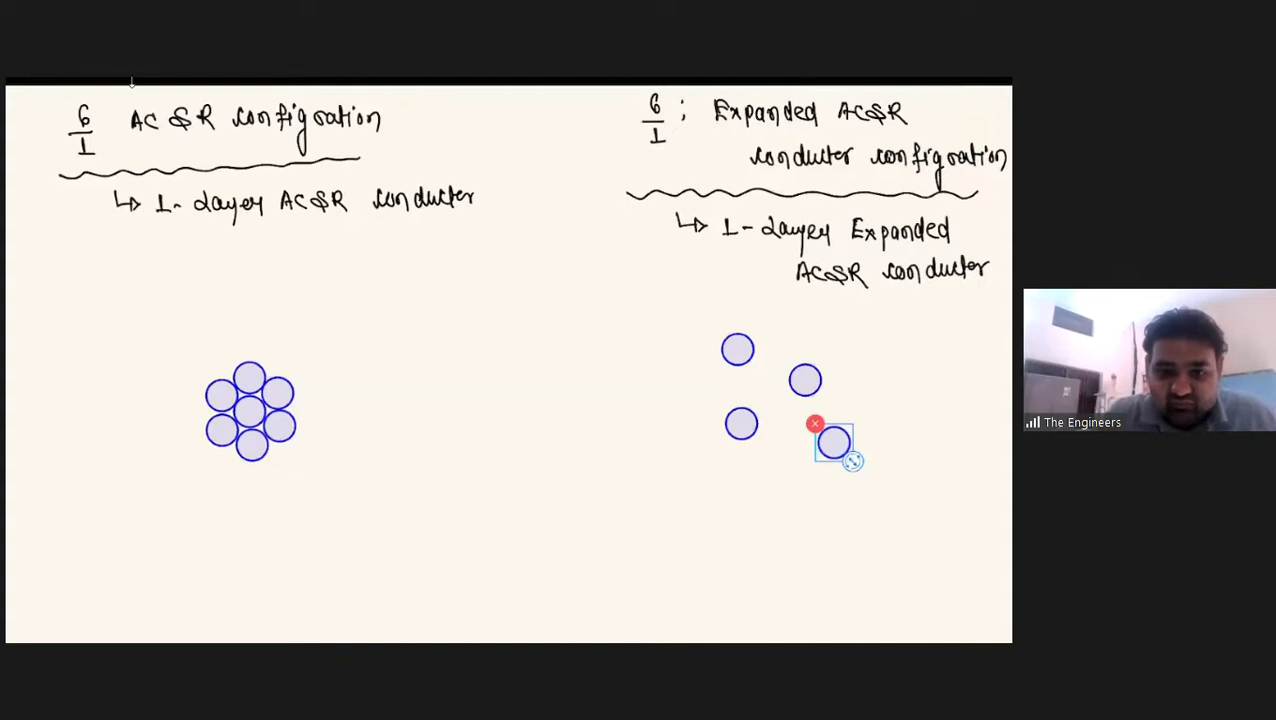 6/1 ACSR configration
↳ 1-Layer ACSR conductor
6/1 ; Expanded ACSR
conductor configration
↳ 1-Layer Expanded
ACSR conductor
The Engineers